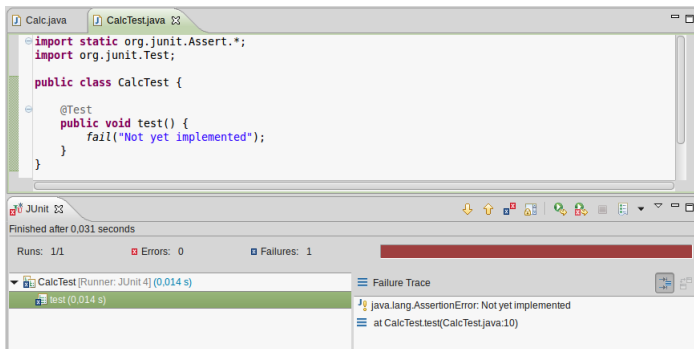 Calc.java CalcTest.java
import static org.junit.Assert.*;
import org.junit.Test;
public class CalcTest {
@Test
public void test() {
fail("Not yet implemented");
}
}
JUnit
Finished after 0,031 seconds
Runs: 1/1 Errors: 0 Failures: 1
CalcTest [Runner: JUnit 4] (0,014 s)
test (0,014 s)
Failure Trace
java.lang.AssertionError: Not yet implemented
at CalcTest.test(CalcTest.java:10)